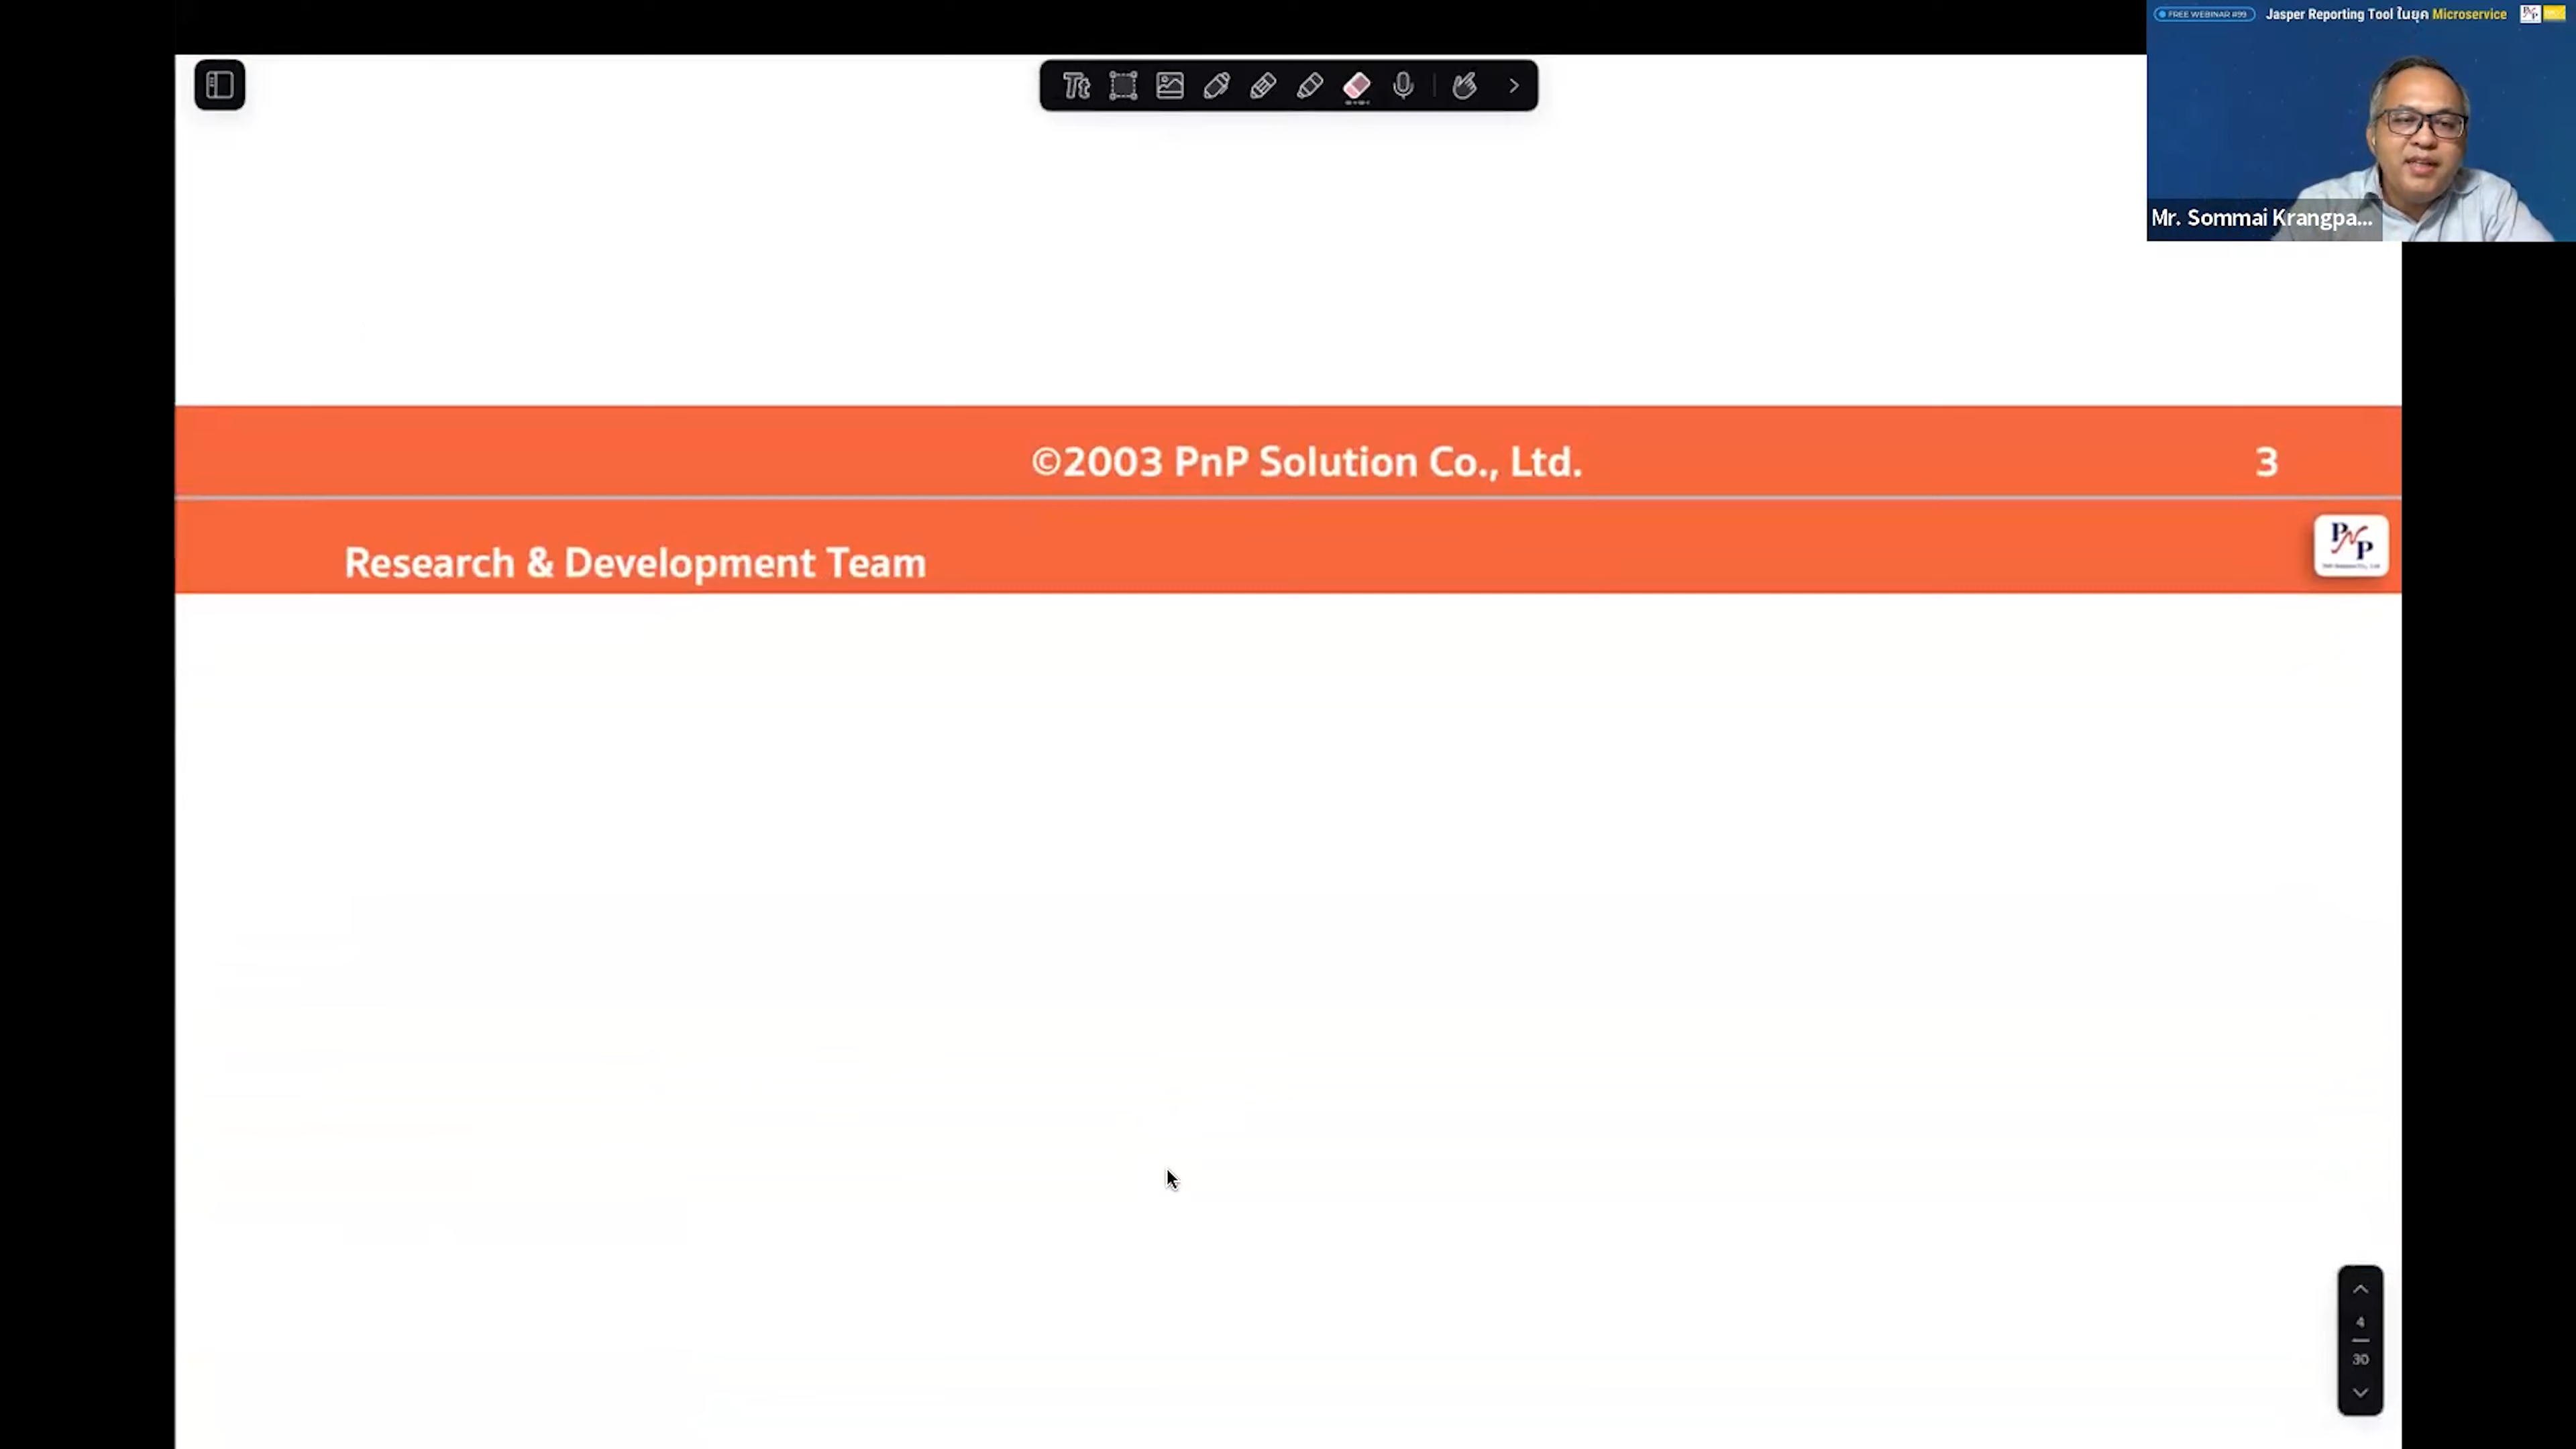 FREE WEBINAR #99 Jasper Reporting Tool ในยุค Microservice
Tt
Mr. Sommai Krangpa...
©2003 PnP Solution Co., Ltd.
3
Research & Development Team
PNP
4
30